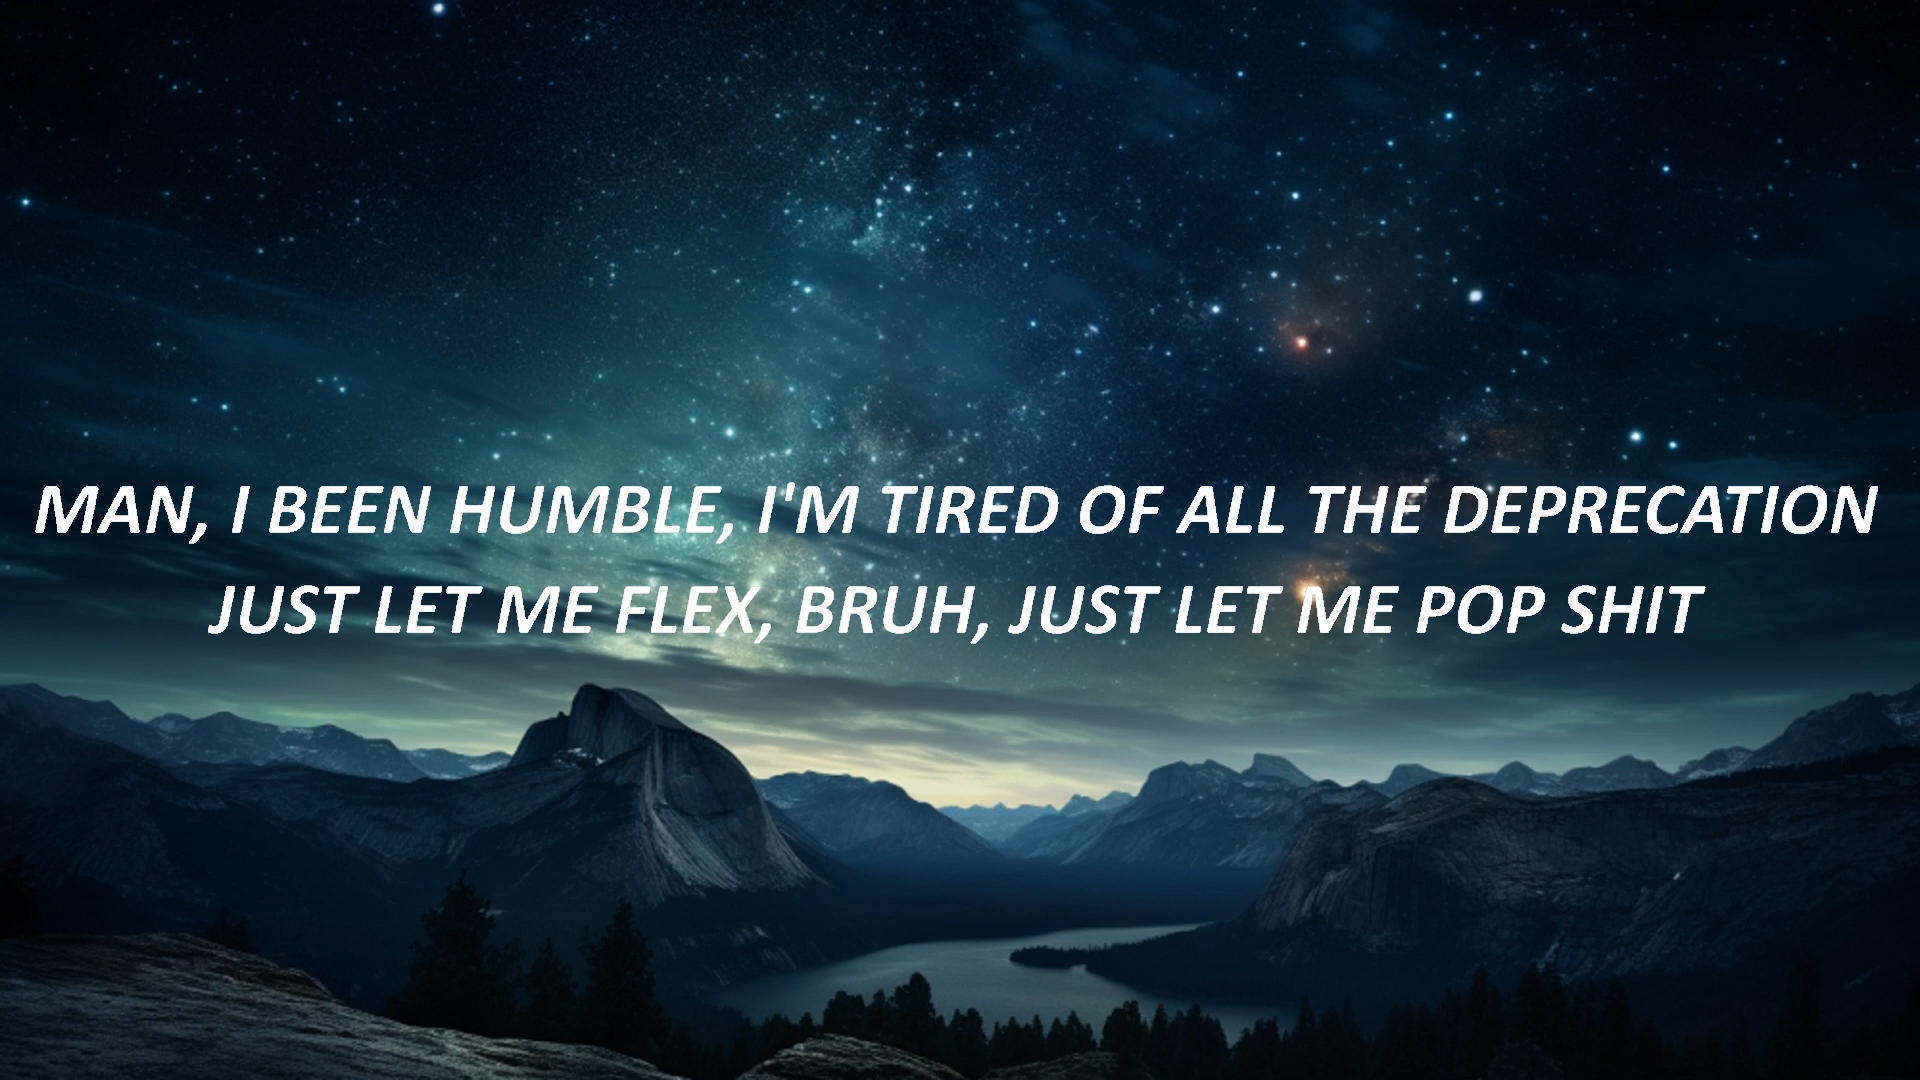 MAN, I BEEN HUMBLE, I'M TIRED OF ALL THE DEPRECATION
JUST LET ME FLEX, BRUH, JUST LET ME POP SHIT